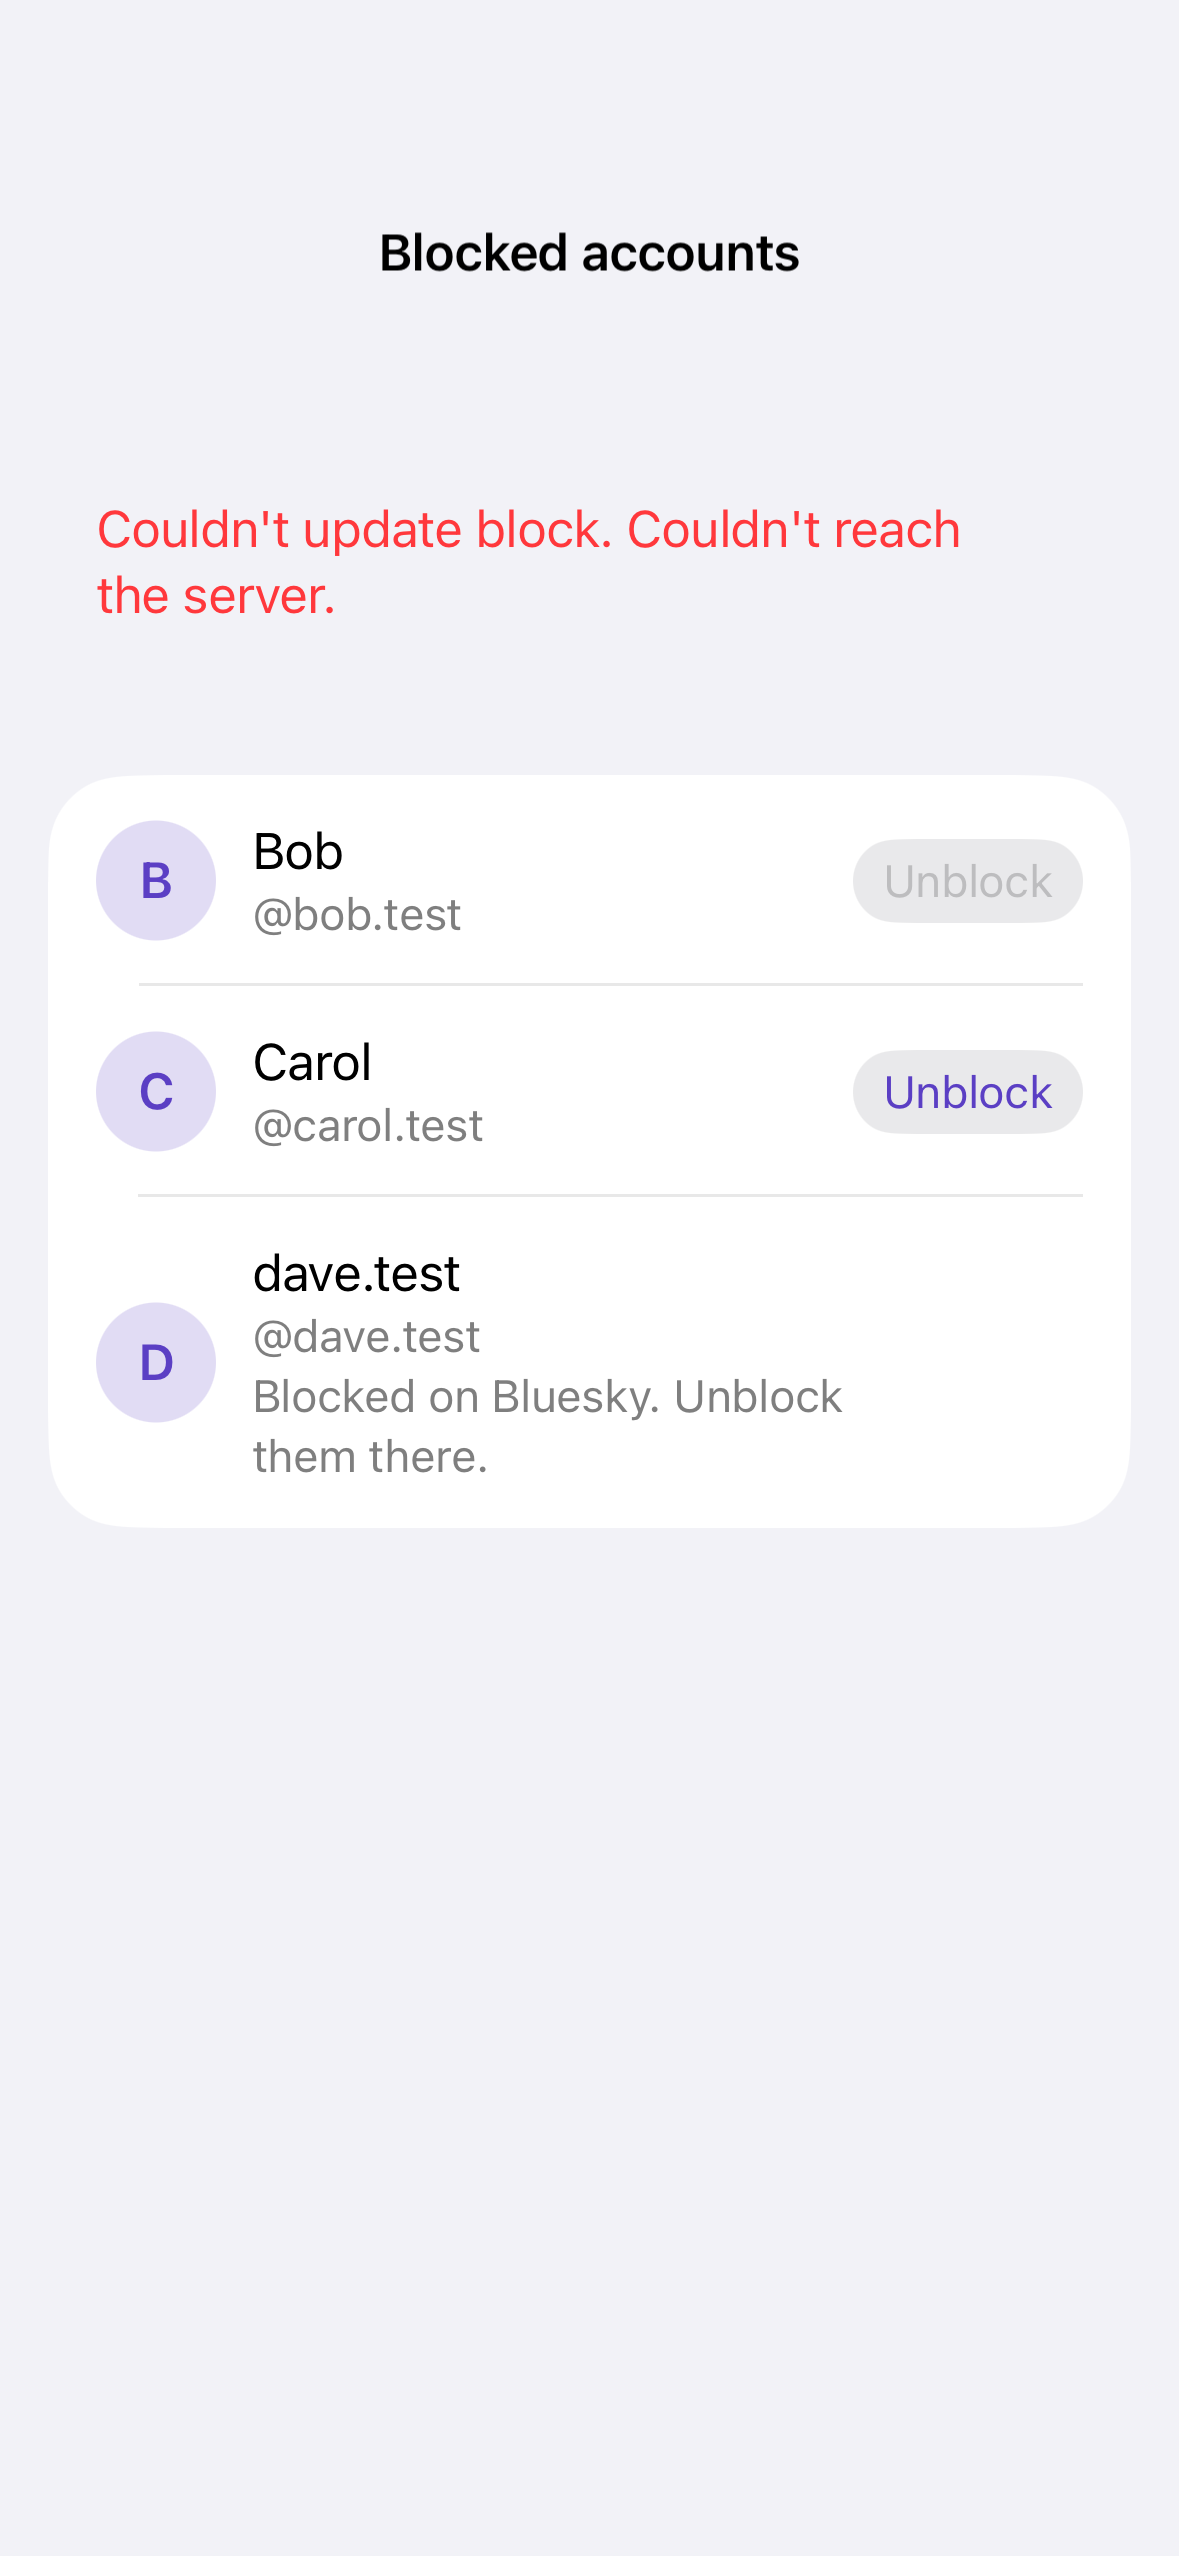 Blocked accounts
Couldn't update block. Couldn't reach
the server.
B
Bob
@bob.test
Unblock
C
Carol
@carol.test
Unblock
D
dave.test
@dave.test
Blocked on Bluesky. Unblock
them there.